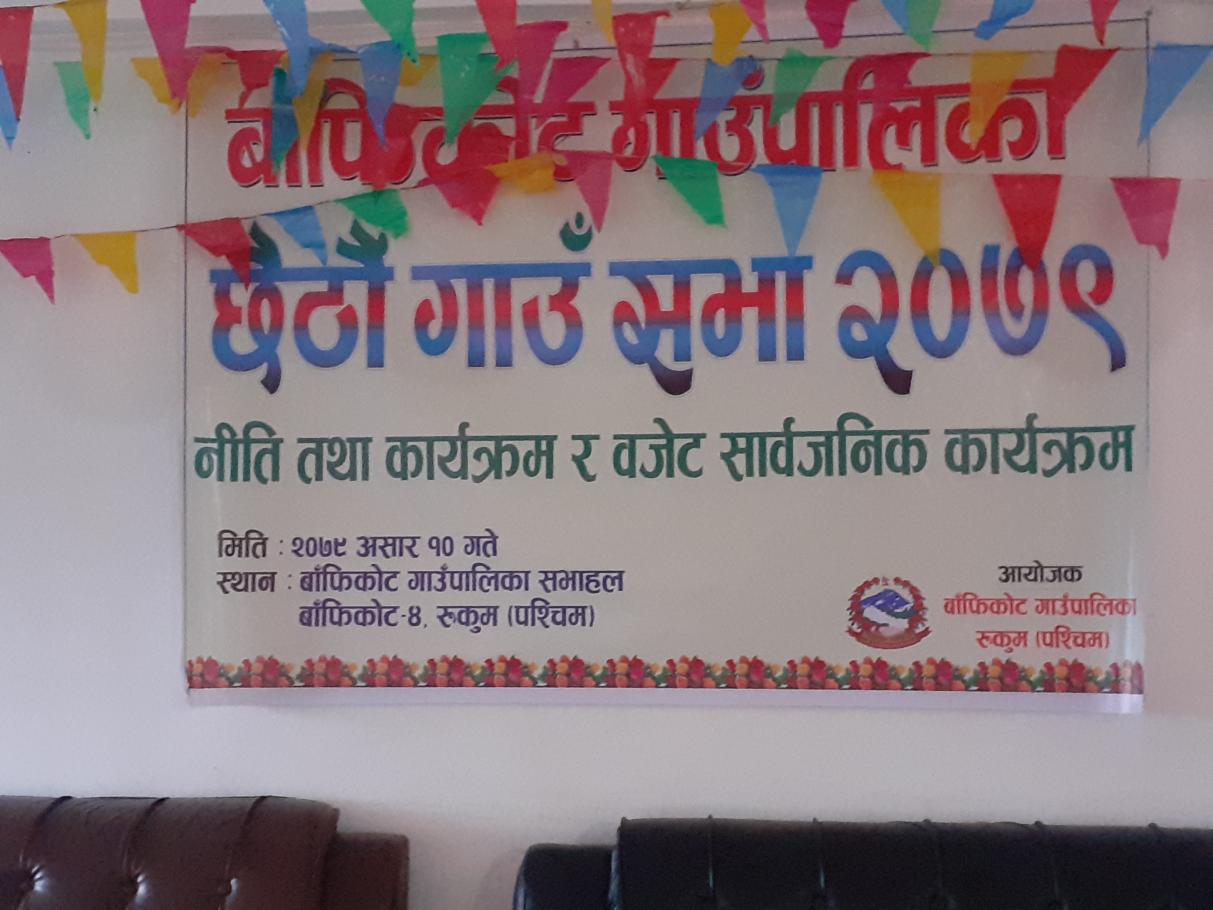 बाँफिकोट गाउँपालिका
छैठौं गाउँ सभा २०७९
नीति तथा कार्यक्रम र वजेट सार्वजनिक कार्यक्रम
मिति : २०७९ असार १० गते
स्थान : बाँफिकोट गाउँपालिका सभाहल
बाँफिकोट-४, रुकुम (पश्चिम)
आयोजक
बाँफिकोट गाउँपालिका
रुकुम (पश्चिम)